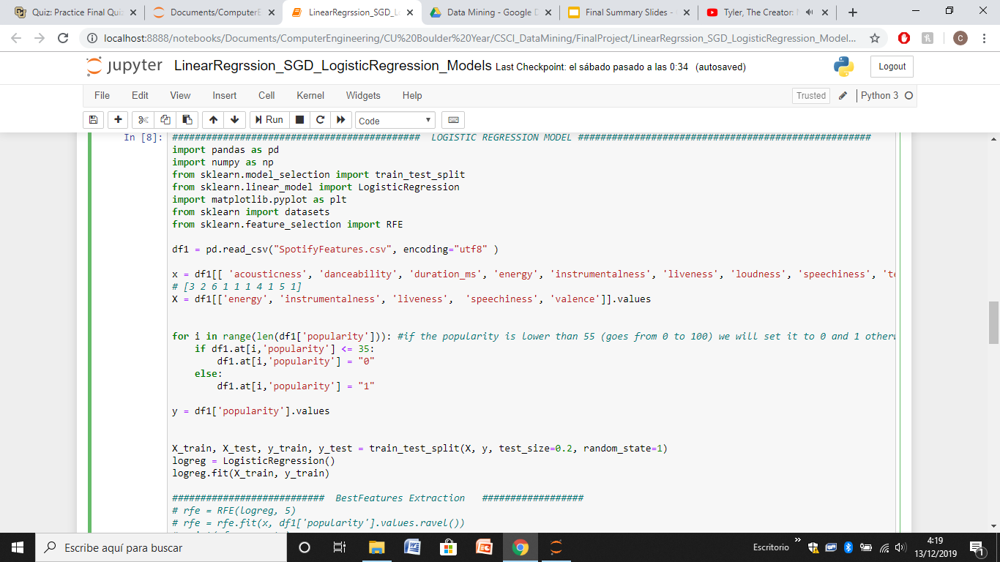 Quiz: Practice Final Qui
Documents/ComputerE
LinearRegrssion_SGD_L
Data Mining - Google D
Final Summary Slides -
Tyler, The Creator:
localhost:8888/notebooks/Documents/ComputerEngineering/CU%20Boulder%20Year/CSCI_DataMining/FinalProject/LinearRegrssion_SGD_LogisticRegression_Model...
C
jupyter LinearRegrssion_SGD_LogisticRegression_Models Last Checkpoint: el sábado pasado a las 0:34 (autosaved)
Logout
File Edit View Insert Cell Kernel Widgets Help
Trusted Python 3
Run Code
In [8]: ############################################ LOGISTIC REGRESSION MODEL ####################################################
import pandas as pd
import numpy as np
from sklearn.model_selection import train_test_split
from sklearn.linear_model import LogisticRegression
import matplotlib.pyplot as plt
from sklearn import datasets
from sklearn.feature_selection import RFE
df1 = pd.read_csv("SpotifyFeatures.csv", encoding="utf8" )
x = df1[[ 'acousticness', 'danceability', 'duration_ms', 'energy', 'instrumentalness', 'liveness', 'loudness', 'speechiness', 'te
# [3 2 6 1 1 1 4 1 5 1]
X = df1[['energy', 'instrumentalness', 'liveness', 'speechiness', 'valence']].values
for i in range(len(df1['popularity'])): #if the popularity is lower than 55 (goes from 0 to 100) we will set it to 0 and 1 otherw
if df1.at[i,'popularity'] <= 35:
df1.at[i,'popularity'] = "0"
else:
df1.at[i,'popularity'] = "1"
y = df1['popularity'].values
X_train, X_test, y_train, y_test = train_test_split(X, y, test_size=0.2, random_state=1)
logreg = LogisticRegression()
logreg.fit(X_train, y_train)
########################### BestFeatures Extraction ##################
# rfe = RFE(logreg, 5)
# rfe = rfe.fit(x, df1['popularity'].values.ravel())
Escribe aquí para buscar
Escritorio
4:19
13/12/2019
1